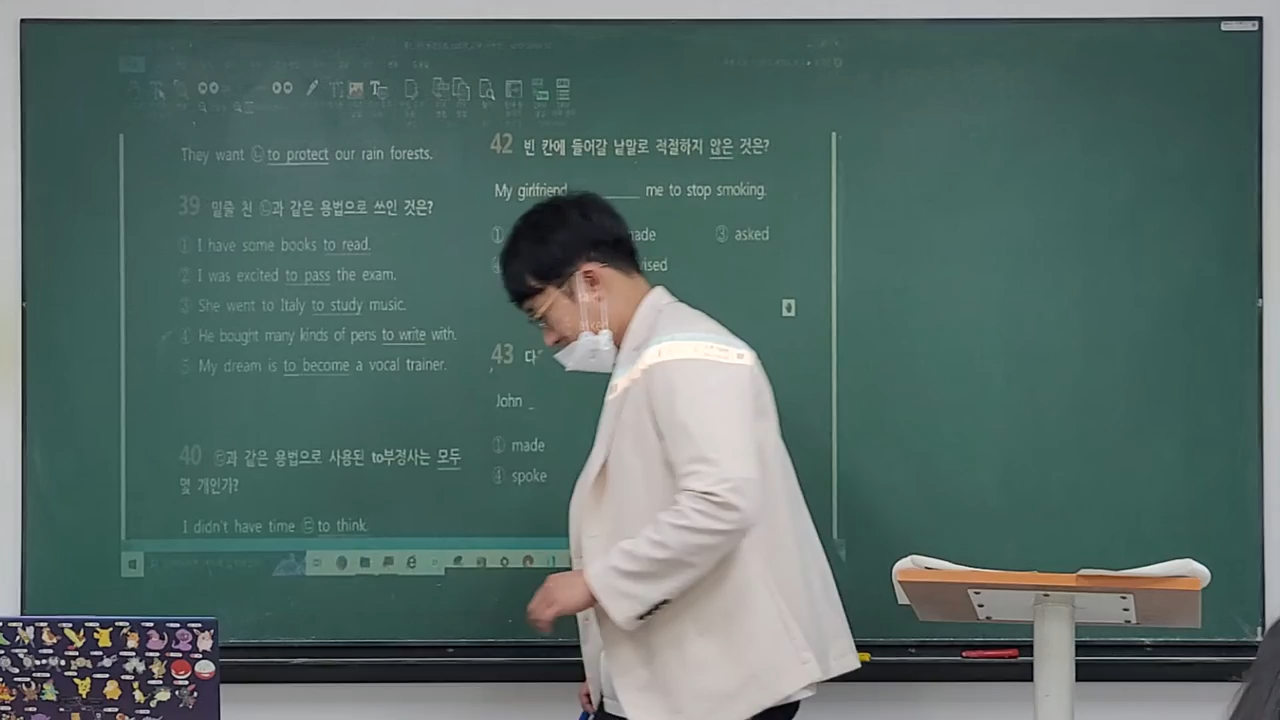 They want ㉡to protect our rain forests.
39 밑줄 친 ㉡과 같은 용법으로 쓰인 것은?
① I have some books to read.
② I was excited to pass the exam.
③ She went to Italy to study music.
④ He bought many kinds of pens to write with.
⑤ My dream is to become a vocal trainer.
40 ㉢과 같은 용법으로 사용된 to부정사는 모두
몇 개인가?
I didn't have time ㉢to think.
42 빈 칸에 들어갈 낱말로 적절하지 않은 것은?
My girlfriend ________ me to stop smoking.
① ③ asked
43
John _
① made
④ spoke